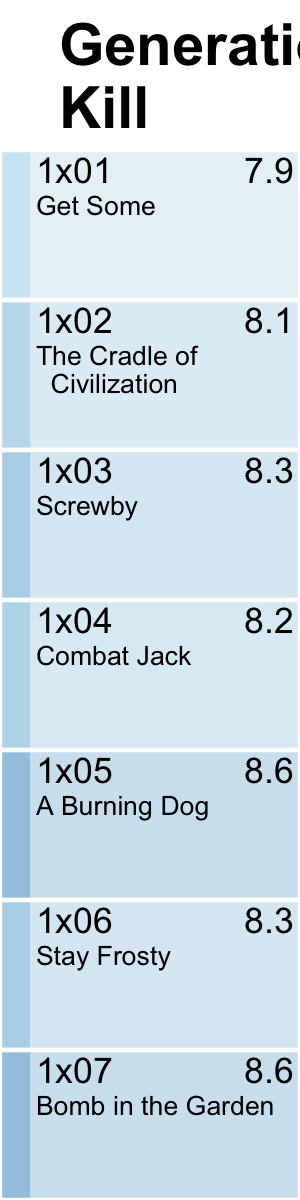 Generatio
Kill
1x01 7.9
Get Some
1x02 8.1
The Cradle of
Civilization
1x03 8.3
Screwby
1x04 8.2
Combat Jack
1x05 8.6
A Burning Dog
1x06 8.3
Stay Frosty
1x07 8.6
Bomb in the Garden